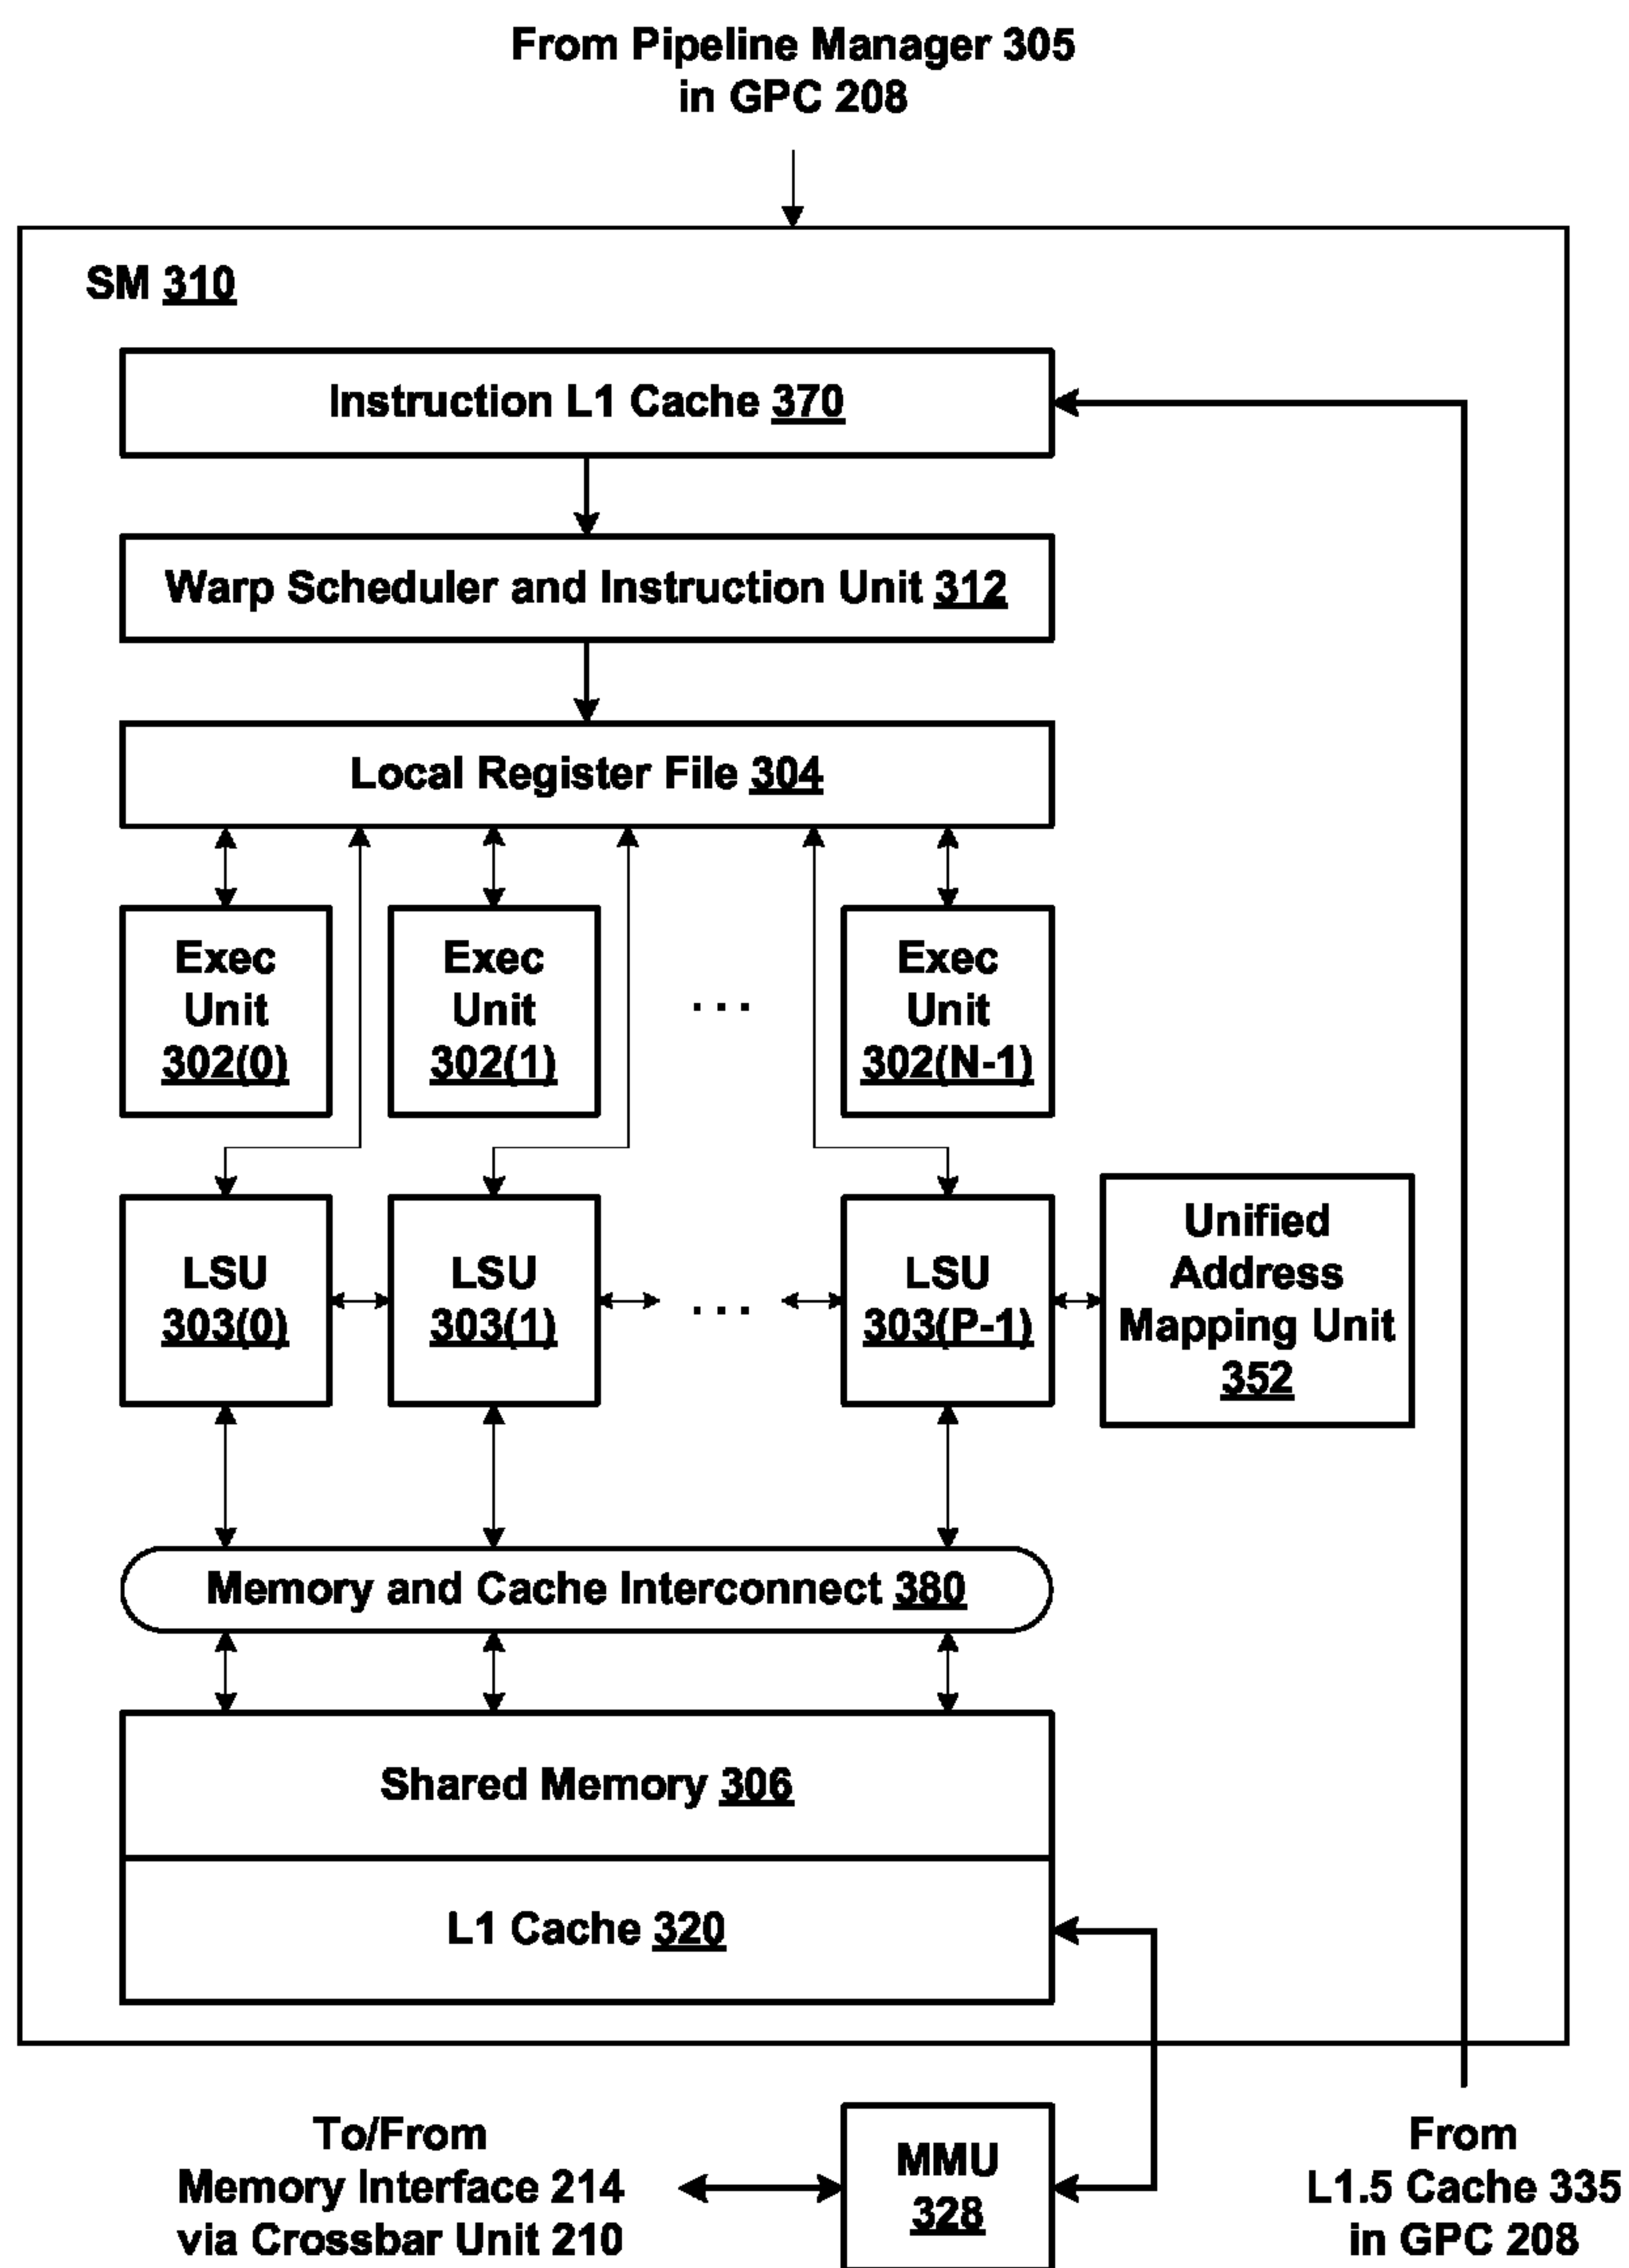 From Pipeline Manager 305
in GPC 208
SM 310
Instruction L1 Cache 370
Warp Scheduler and Instruction Unit 312
Local Register File 304
Exec
Unit
302(0)
Exec
Unit
302(1)
. . .
Exec
Unit
302(N-1)
LSU
303(0)
LSU
303(1)
. . .
LSU
303(P-1)
Unified
Address
Mapping Unit
352
Memory and Cache Interconnect 380
Shared Memory 306
L1 Cache 320
To/From
Memory Interface 214
via Crossbar Unit 210
MMU
328
From
L1.5 Cache 335
in GPC 208